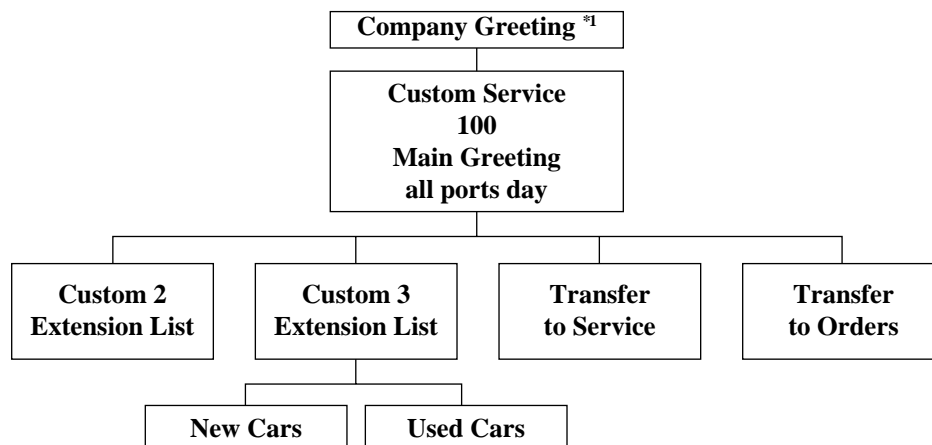 Company Greeting *1
Custom Service
100
Main Greeting
all ports day
Custom 2
Extension List
Custom 3
Extension List
Transfer
to Service
Transfer
to Orders
New Cars
Used Cars